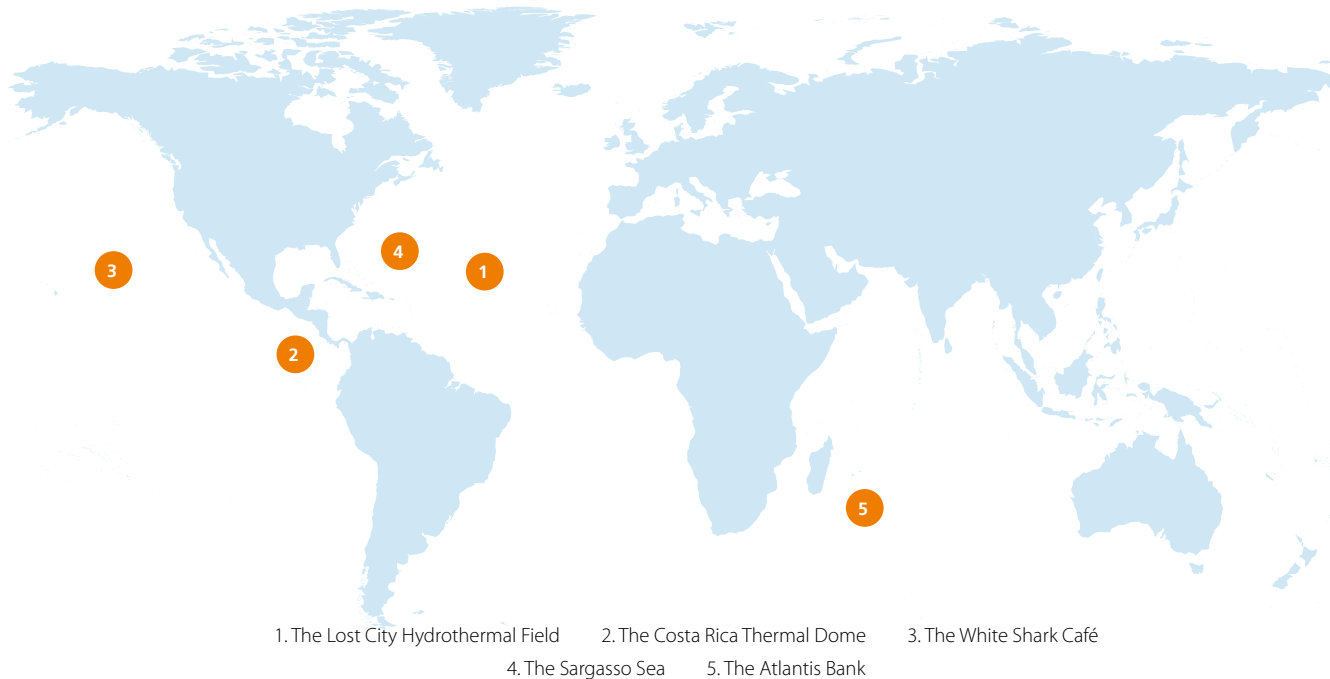 4
3
1
2
5
1. The Lost City Hydrothermal Field 2. The Costa Rica Thermal Dome 3. The White Shark Café
4. The Sargasso Sea 5. The Atlantis Bank